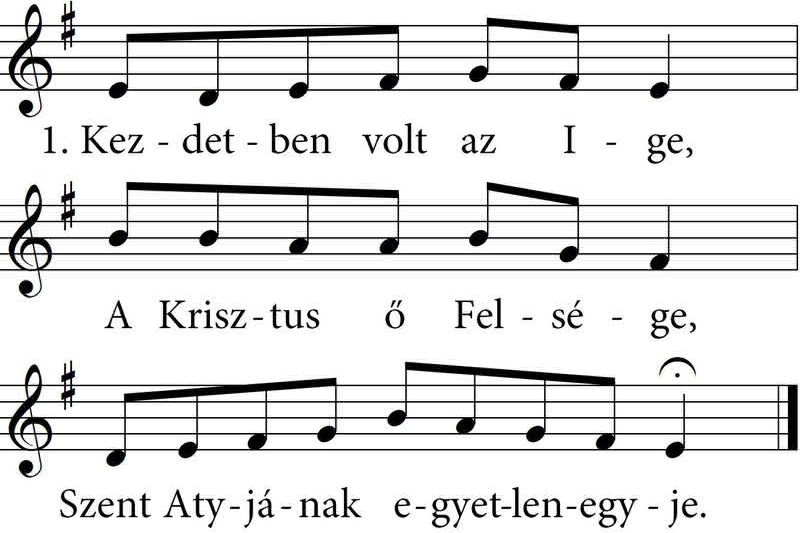 1. Kez - det - ben volt az I - ge,
A Krisz - tus ő Fel - sé - ge,
Szent Aty - já - nak e - gyet - len - egy - je.